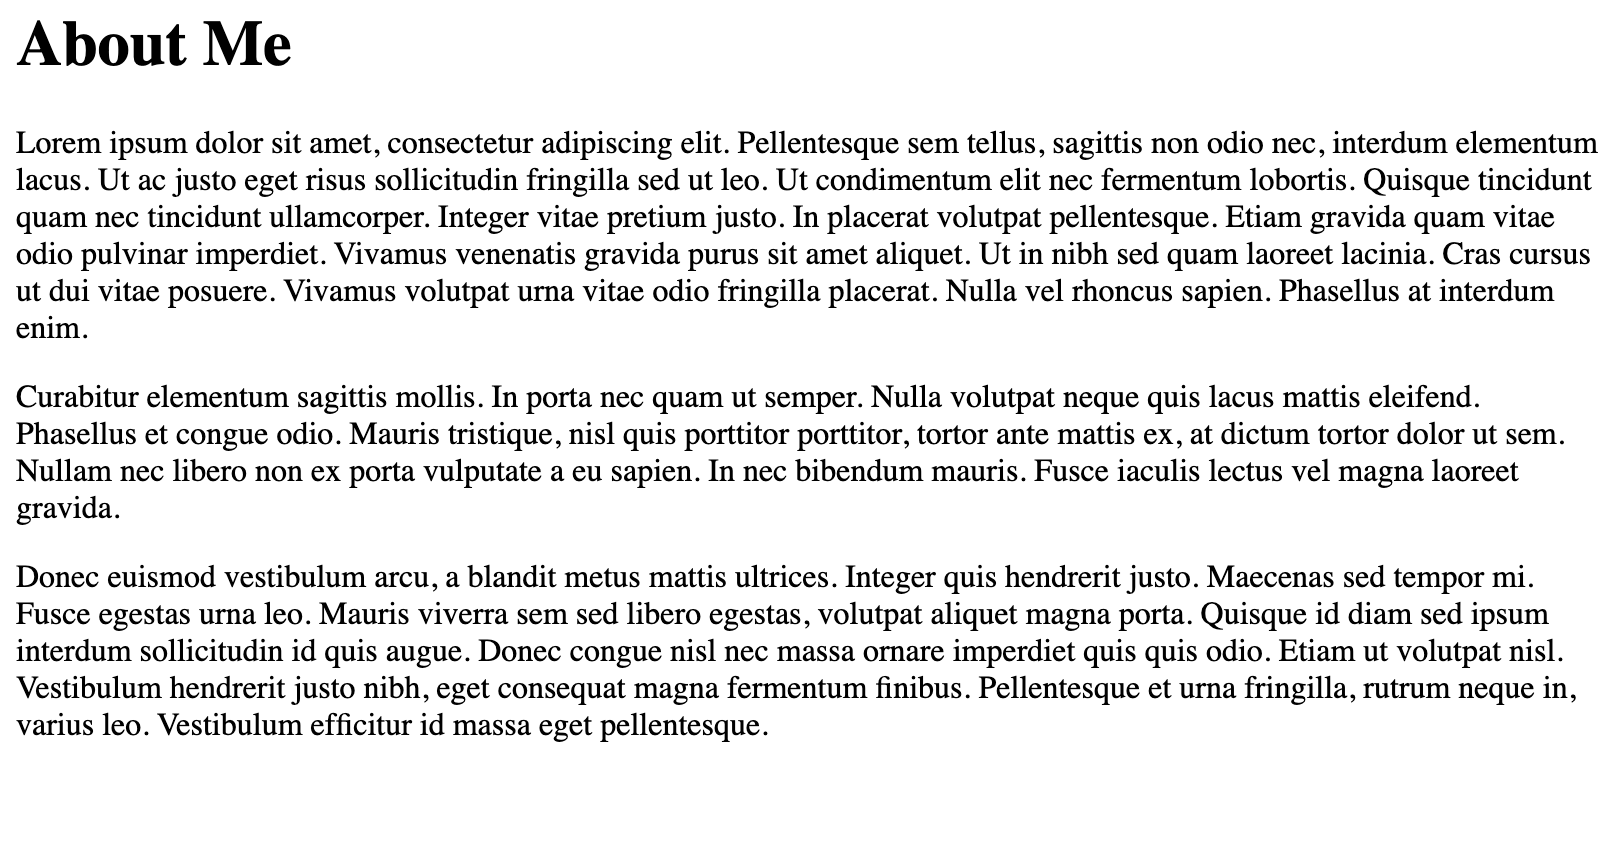 About Me
Lorem ipsum dolor sit amet, consectetur adipiscing elit. Pellentesque sem tellus, sagittis non odio nec, interdum elementum
lacus. Ut ac justo eget risus sollicitudin fringilla sed ut leo. Ut condimentum elit nec fermentum lobortis. Quisque tincidunt
quam nec tincidunt ullamcorper. Integer vitae pretium justo. In placerat volutpat pellentesque. Etiam gravida quam vitae
odio pulvinar imperdiet. Vivamus venenatis gravida purus sit amet aliquet. Ut in nibh sed quam laoreet lacinia. Cras cursus
ut dui vitae posuere. Vivamus volutpat urna vitae odio fringilla placerat. Nulla vel rhoncus sapien. Phasellus at interdum
enim.
Curabitur elementum sagittis mollis. In porta nec quam ut semper. Nulla volutpat neque quis lacus mattis eleifend.
Phasellus et congue odio. Mauris tristique, nisl quis porttitor porttitor, tortor ante mattis ex, at dictum tortor dolor ut sem.
Nullam nec libero non ex porta vulputate a eu sapien. In nec bibendum mauris. Fusce iaculis lectus vel magna laoreet
gravida.
Donec euismod vestibulum arcu, a blandit metus mattis ultrices. Integer quis hendrerit justo. Maecenas sed tempor mi.
Fusce egestas urna leo. Mauris viverra sem sed libero egestas, volutpat aliquet magna porta. Quisque id diam sed ipsum
interdum sollicitudin id quis augue. Donec congue nisl nec massa ornare imperdiet quis quis odio. Etiam ut volutpat nisl.
Vestibulum hendrerit justo nibh, eget consequat magna fermentum finibus. Pellentesque et urna fringilla, rutrum neque in,
varius leo. Vestibulum efficitur id massa eget pellentesque.